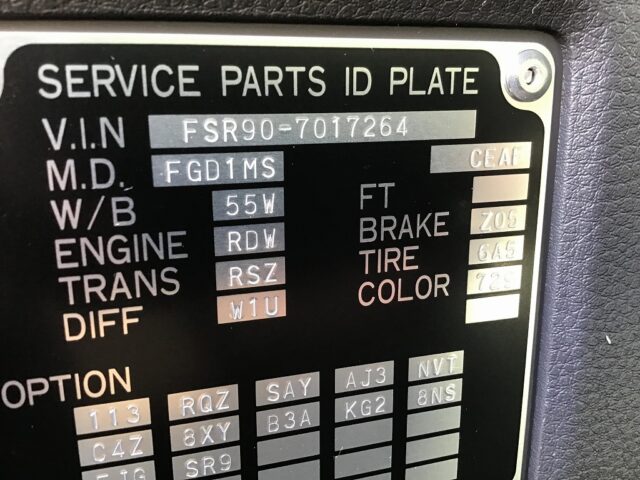 SERVICE PARTS ID PLATE
V.I.N FSR90-7017264
M.D. FGD1MS
W/B 55W FT
ENGINE RDW BRAKE Z05
TRANS RSZ TIRE 6A5
DIFF W1U COLOR
OPTION
113 RQZ SAY AJ3 NVT
C4Z 8XY B3A KG2 8NS
SR9